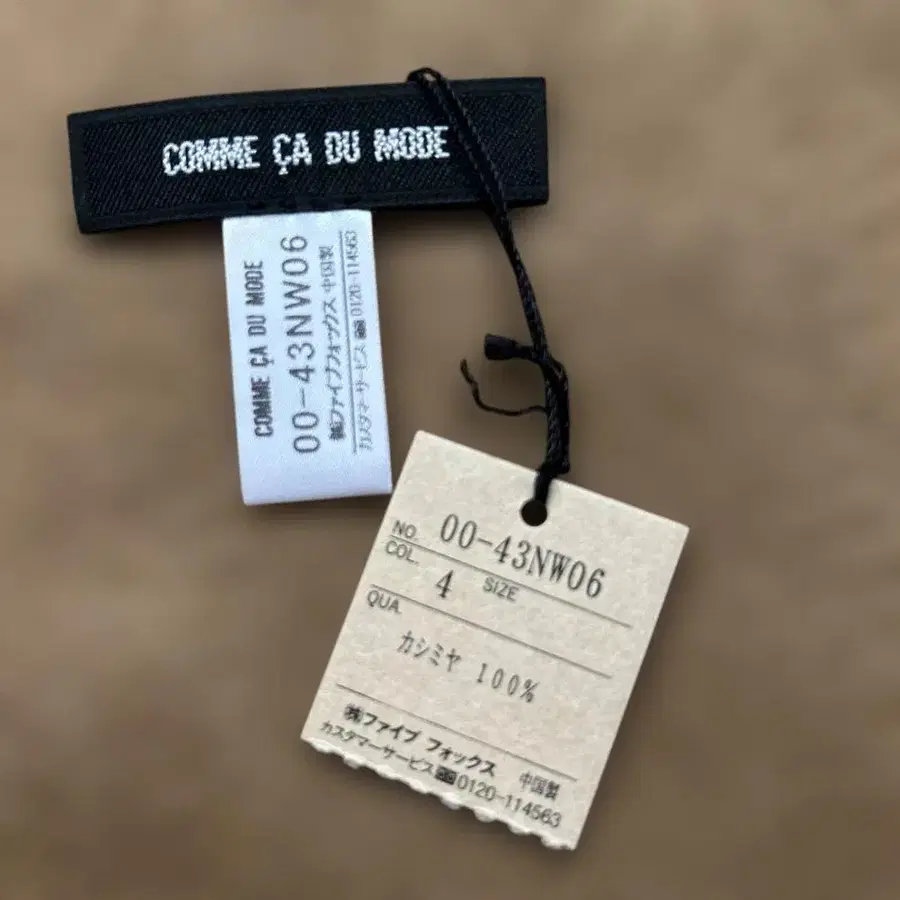 COMME ÇA DU MODE
COMME ÇA DU MODE
00-43NW06
㈱ファイブフォックス 中国製
カスタマーサービス 0120-114563
NO. 00-43NW06
COL. 4 SIZE
QUA.
カシミヤ 100%
㈱ファイブ フォックス 中国製
カスタマーサービス 0120-114563